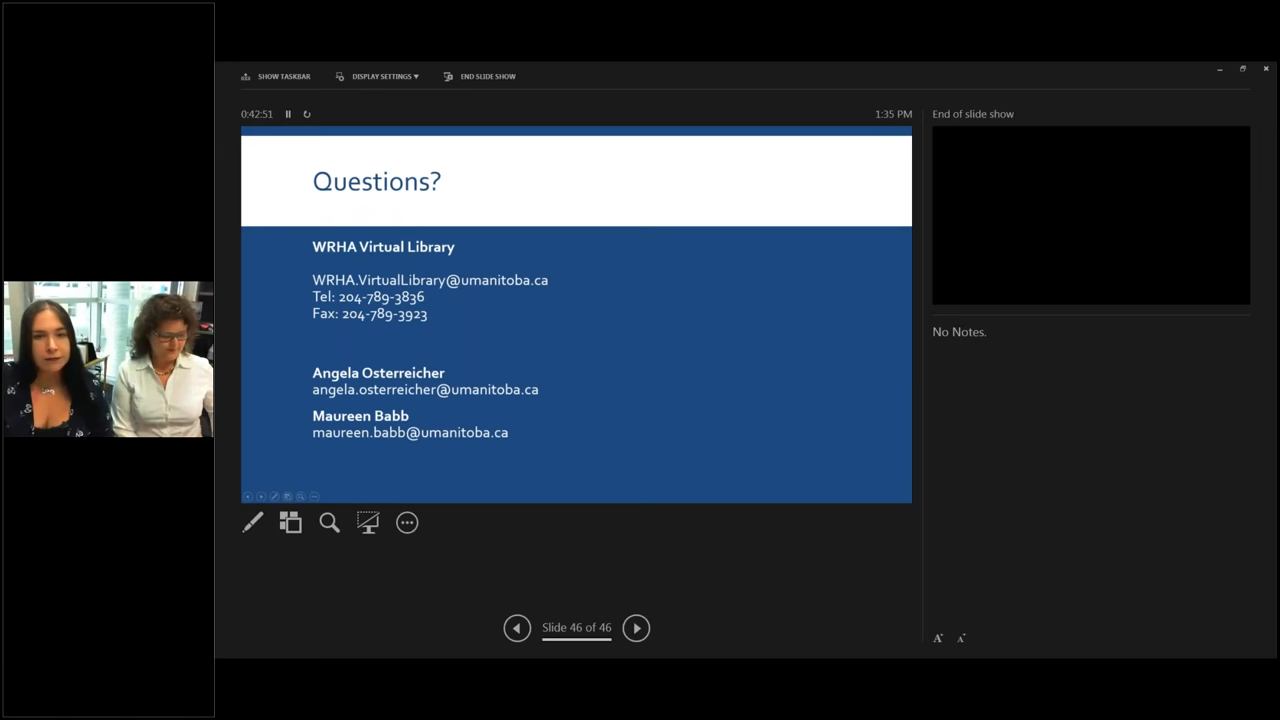 SHOW TASKBAR
DISPLAY SETTINGS ▾
END SLIDE SHOW
0:42:51
1:35 PM
Questions?
WRHA Virtual Library
WRHA.VirtualLibrary@umanitoba.ca
Tel: 204-789-3836
Fax: 204-789-3923
Angela Osterreicher
angela.osterreicher@umanitoba.ca
Maureen Babb
maureen.babb@umanitoba.ca
Slide 46 of 46
End of slide show
No Notes.
A A